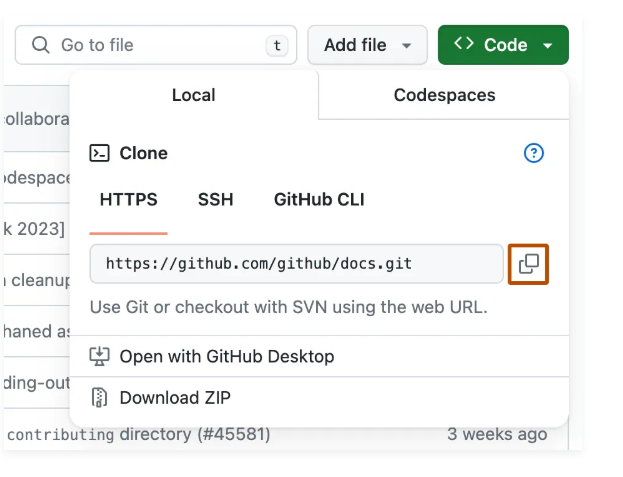 Go to file t Add file Code
Local Codespaces
Clone
HTTPS SSH GitHub CLI
https://github.com/github/docs.git
Use Git or checkout with SVN using the web URL.
Open with GitHub Desktop
Download ZIP
k 2023]
contributing directory (#45581) 3 weeks ago